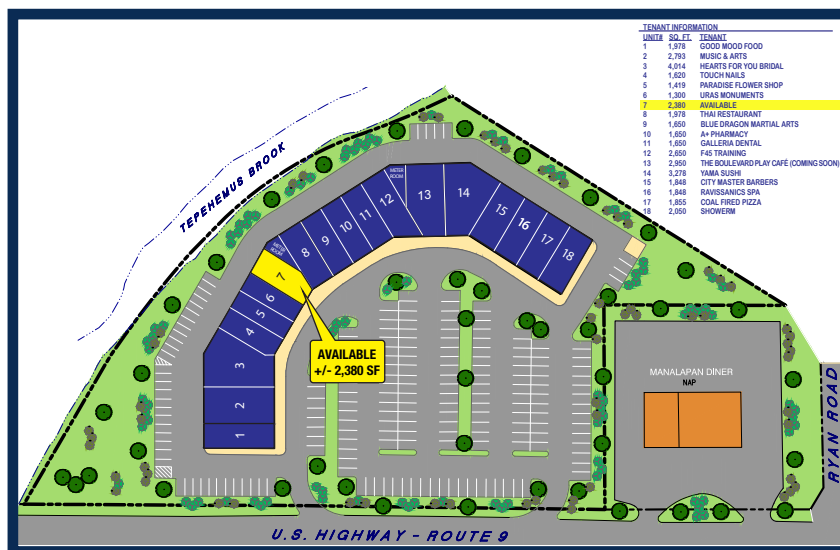 TENANT INFORMATION
UNIT# SQ. FT. TENANT
1 1,978 GOOD MOOD FOOD
2 2,793 MUSIC & ARTS
3 4,014 HEARTS FOR YOU BRIDAL
4 1,620 TOUCH NAILS
5 1,419 PARADISE FLOWER SHOP
6 1,300 URAS MONUMENTS
7 2,380 AVAILABLE
8 1,978 THAI RESTAURANT
9 1,650 BLUE DRAGON MARTIAL ARTS
10 1,650 A+ PHARMACY
11 1,650 GALLERIA DENTAL
12 2,650 F45 TRAINING
13 2,950 THE BOULEVARD PLAY CAFÉ (COMING SOON)
14 3,278 YAMA SUSHI
15 1,848 CITY MASTER BARBERS
16 1,848 RAVISSANICS SPA
17 1,855 COAL FIRED PIZZA
18 2,050 SHOWERM
TEPEHEMUS BROOK
METER
ROOM
METER
ROOM
1
2
3
4
5
6
7
8
9
10
11
12
13
14
15
16
17
18
AVAILABLE
+/- 2,380 SF
MANALAPAN DINER
NAP
RYAN ROAD
U.S. HIGHWAY - ROUTE 9